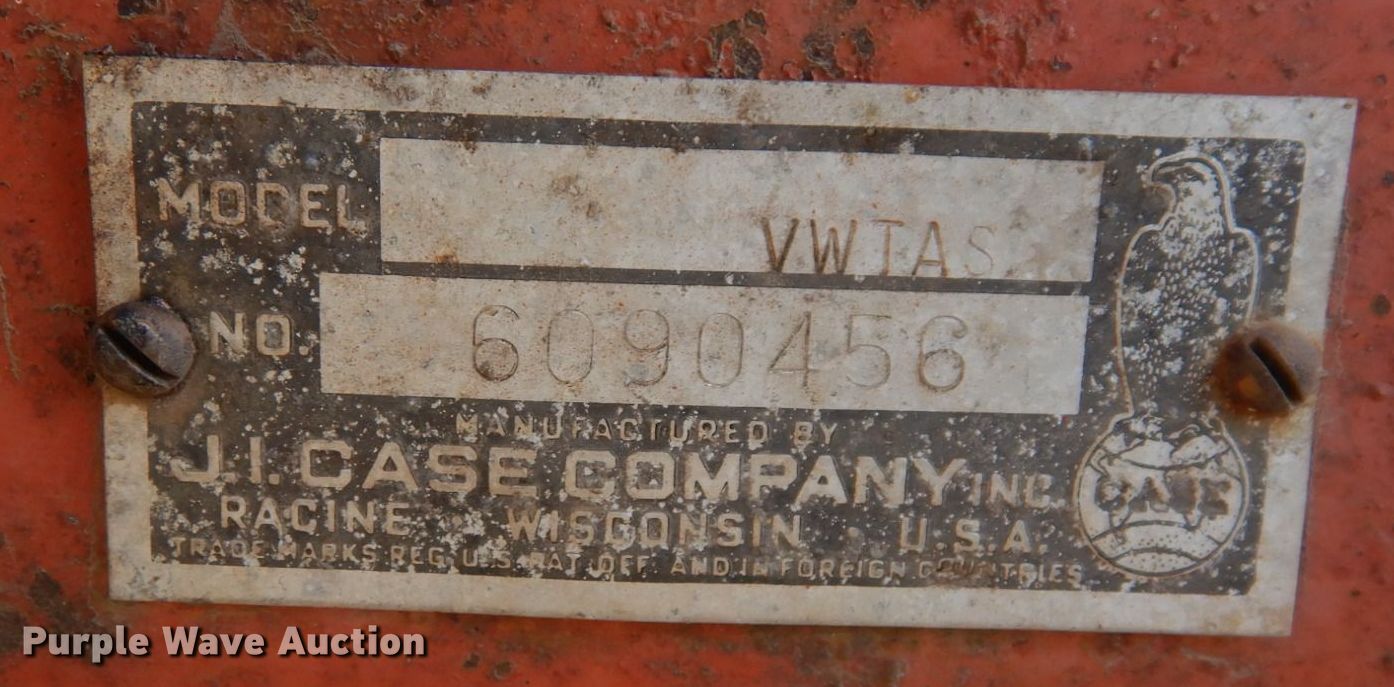 MODEL VWTAS
NO. 6090456
MANUFACTURED BY
J.I. CASE COMPANY INC.
RACINE · WISCONSIN · U.S.A.
TRADE MARKS REG. U.S. PAT. OFF. AND IN FOREIGN COUNTRIES
CASE
Purple Wave Auction